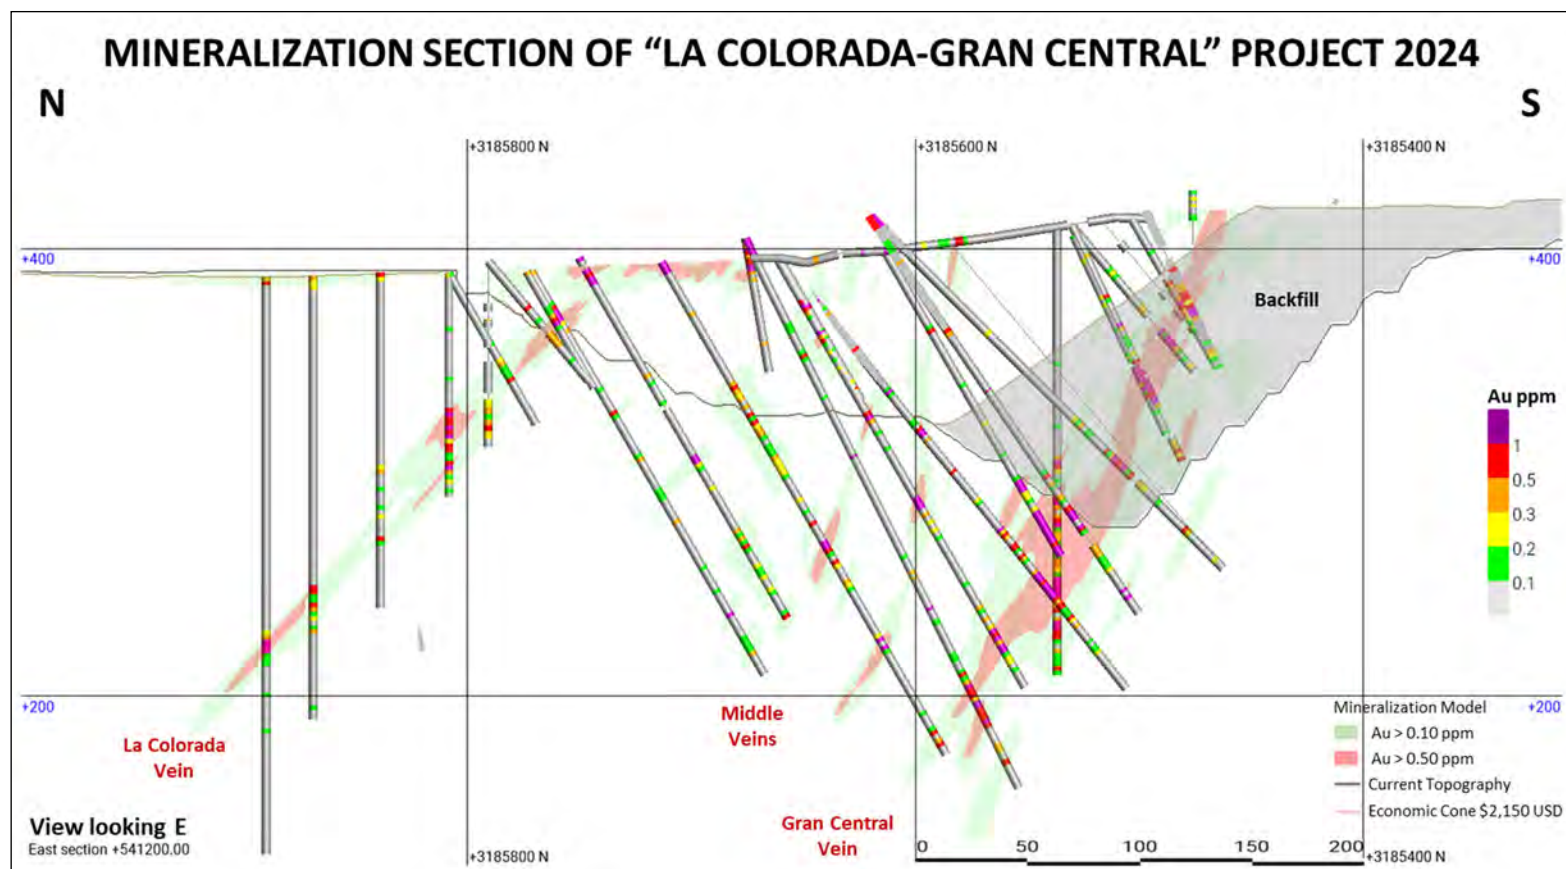 MINERALIZATION SECTION OF “LA COLORADA-GRAN CENTRAL” PROJECT 2024
N
S
+3185800 N
+3185600 N
+3185400 N
+400
+400
Backfill
Au ppm
1
0.5
0.3
0.2
0.1
+200
+200
La Colorada
Vein
Middle
Veins
Gran Central
Vein
Mineralization Model
Au > 0.10 ppm
Au > 0.50 ppm
Current Topography
Economic Cone $2,150 USD
View looking E
East section +541200.00
+3185800 N
0
50
100
150
200
+3185400 N